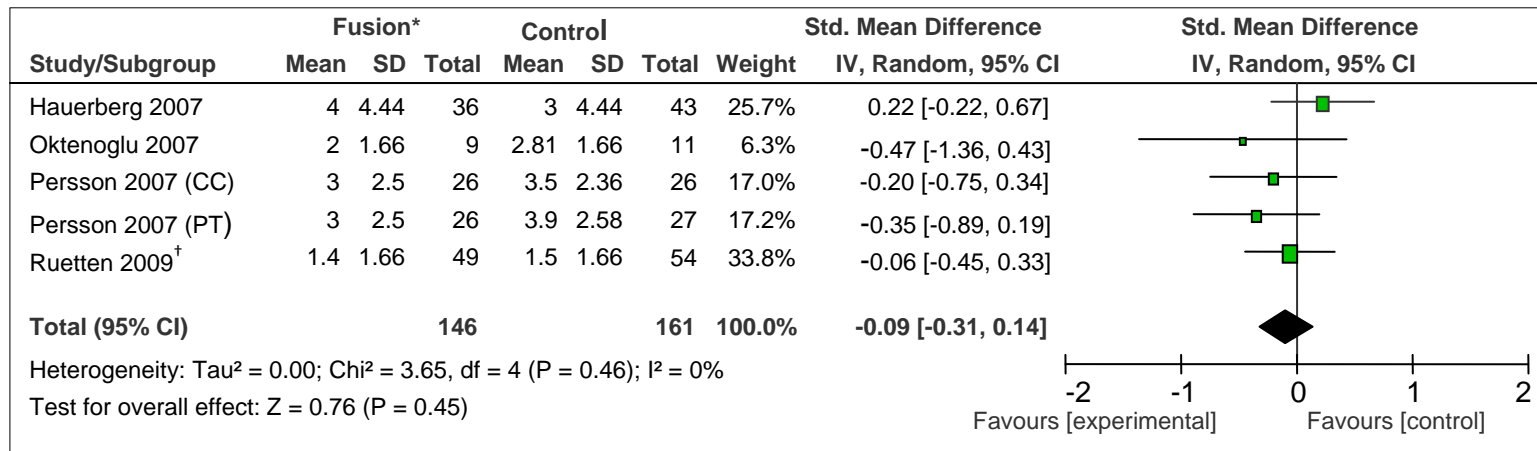 Fusion* Control Std. Mean Difference Std. Mean Difference
Study/Subgroup Mean SD Total Mean SD Total Weight IV, Random, 95% CI IV, Random, 95% CI
Hauerberg 2007 4 4.44 36 3 4.44 43 25.7% 0.22 [-0.22, 0.67]
Oktenoglu 2007 2 1.66 9 2.81 1.66 11 6.3% -0.47 [-1.36, 0.43]
Persson 2007 (CC) 3 2.5 26 3.5 2.36 26 17.0% -0.20 [-0.75, 0.34]
Persson 2007 (PT) 3 2.5 26 3.9 2.58 27 17.2% -0.35 [-0.89, 0.19]
Ruetten 2009† 1.4 1.66 49 1.5 1.66 54 33.8% -0.06 [-0.45, 0.33]
Total (95% CI) 146 161 100.0% -0.09 [-0.31, 0.14]
Heterogeneity: Tau² = 0.00; Chi² = 3.65, df = 4 (P = 0.46); I² = 0%
Test for overall effect: Z = 0.76 (P = 0.45)
-2 -1 0 1 2
Favours [experimental] Favours [control]